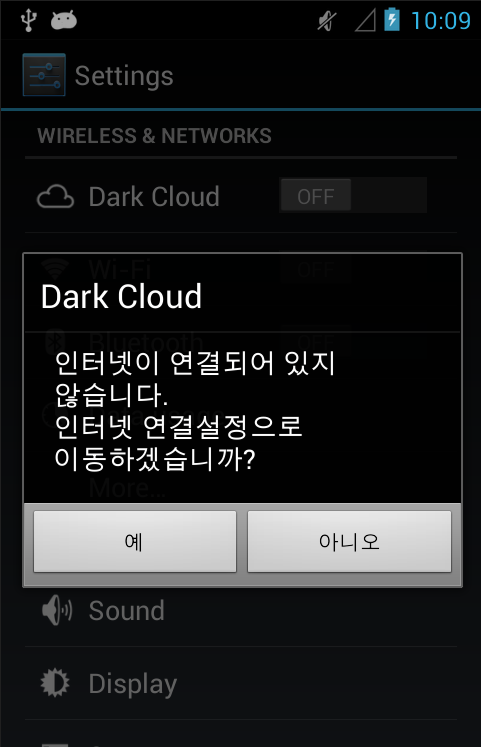 10:09
Settings
WIRELESS & NETWORKS
Dark Cloud
OFF
Wi-Fi
OFF
Dark Cloud
Bluetooth
OFF
인터넷이 연결되어 있지
않습니다.
인터넷 연결설정으로
이동하겠습니까?
More...
예
아니오
Sound
Display